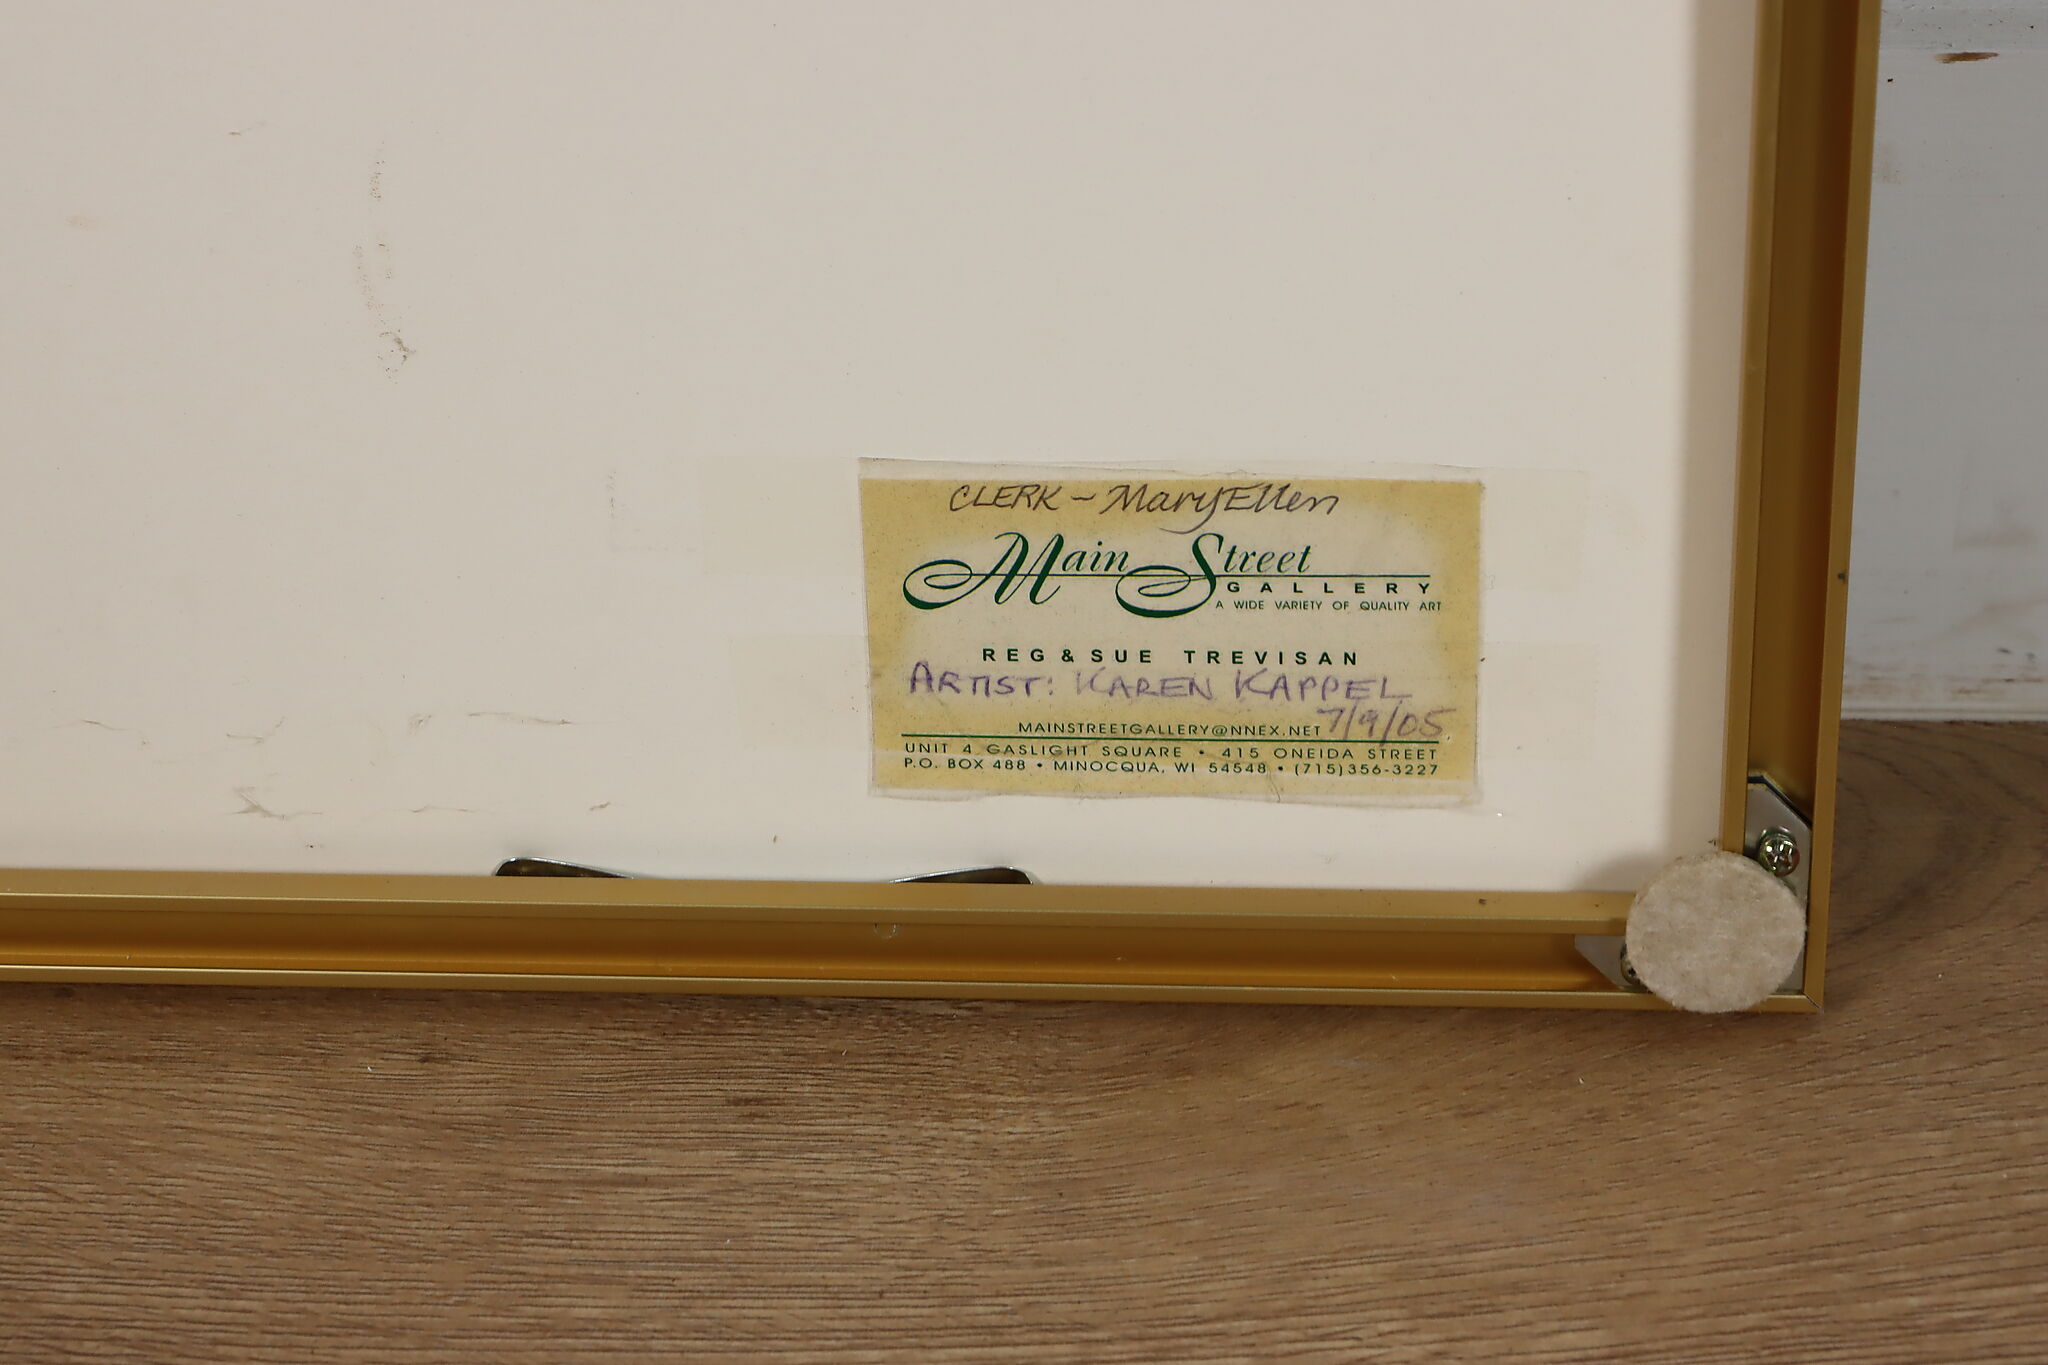 CLERK - MaryEllen
Main Street
GALLERY
A WIDE VARIETY OF QUALITY ART
REG & SUE TREVISAN
ARTIST: KAREN KAPPEL
7/9/05
MAINSTREETGALLERY@NNEX.NET
UNIT 4 GASLIGHT SQUARE • 415 ONEIDA STREET
P.O. BOX 488 • MINOCQUA, WI 54548 • (715)356-3227